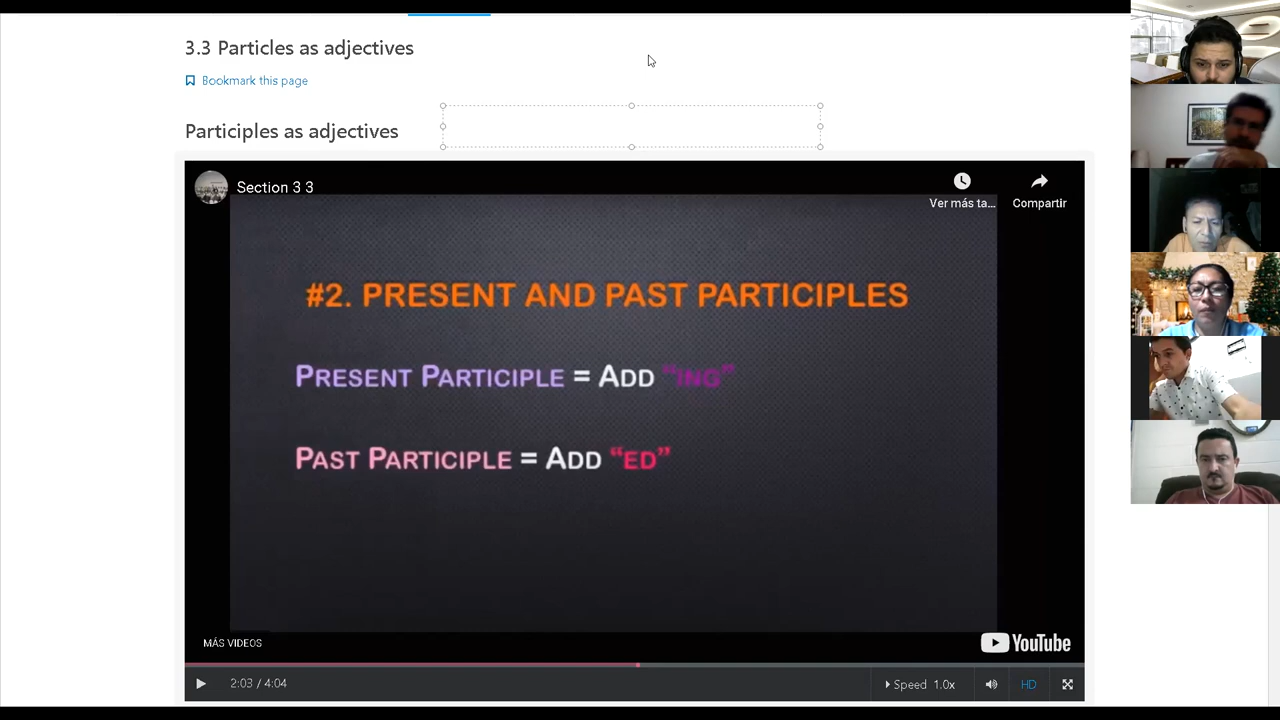 3.3 Particles as adjectives
Bookmark this page
Participles as adjectives
Section 3 3
Ver más ta...
Compartir
#2. PRESENT AND PAST PARTICIPLES
PRESENT PARTICIPLE = ADD "ING"
PAST PARTICIPLE = ADD "ED"
MÁS VIDEOS
YouTube
2:03 / 4:04
Speed 1.0x
HD